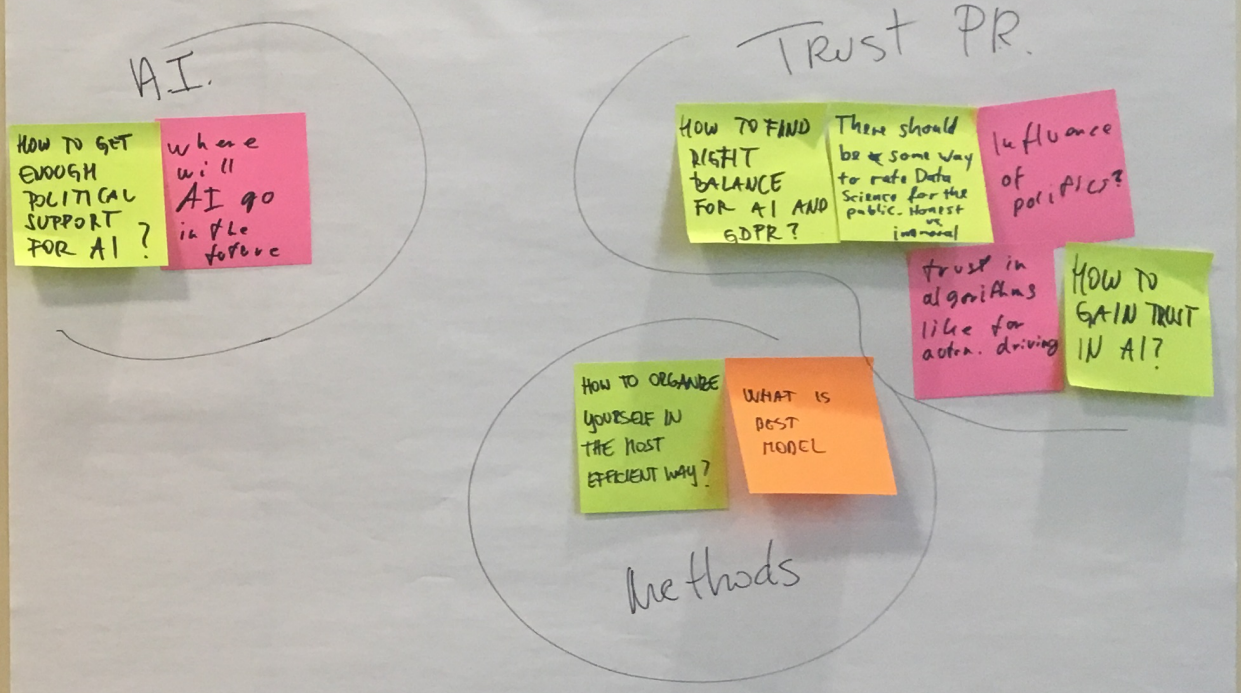 A.I.
HOW TO GET
ENOUGH
POLITICAL
SUPPORT
FOR AI ?
where
will
AI go
in the
future
TRUST PR.
HOW TO FIND
RIGHT
BALANCE
FOR AI AND
GDPR?
There should
be some way
to rate Data
Science for the
public. Honest
vs
immoral
Influence
of
politics?
trust in
algorithms
like for
autom. driving
HOW TO
GAIN TRUST
IN AI?
HOW TO ORGANIZE
YOURSELF IN
THE MOST
EFFICIENT WAY?
WHAT IS
BEST
MODEL
Methods